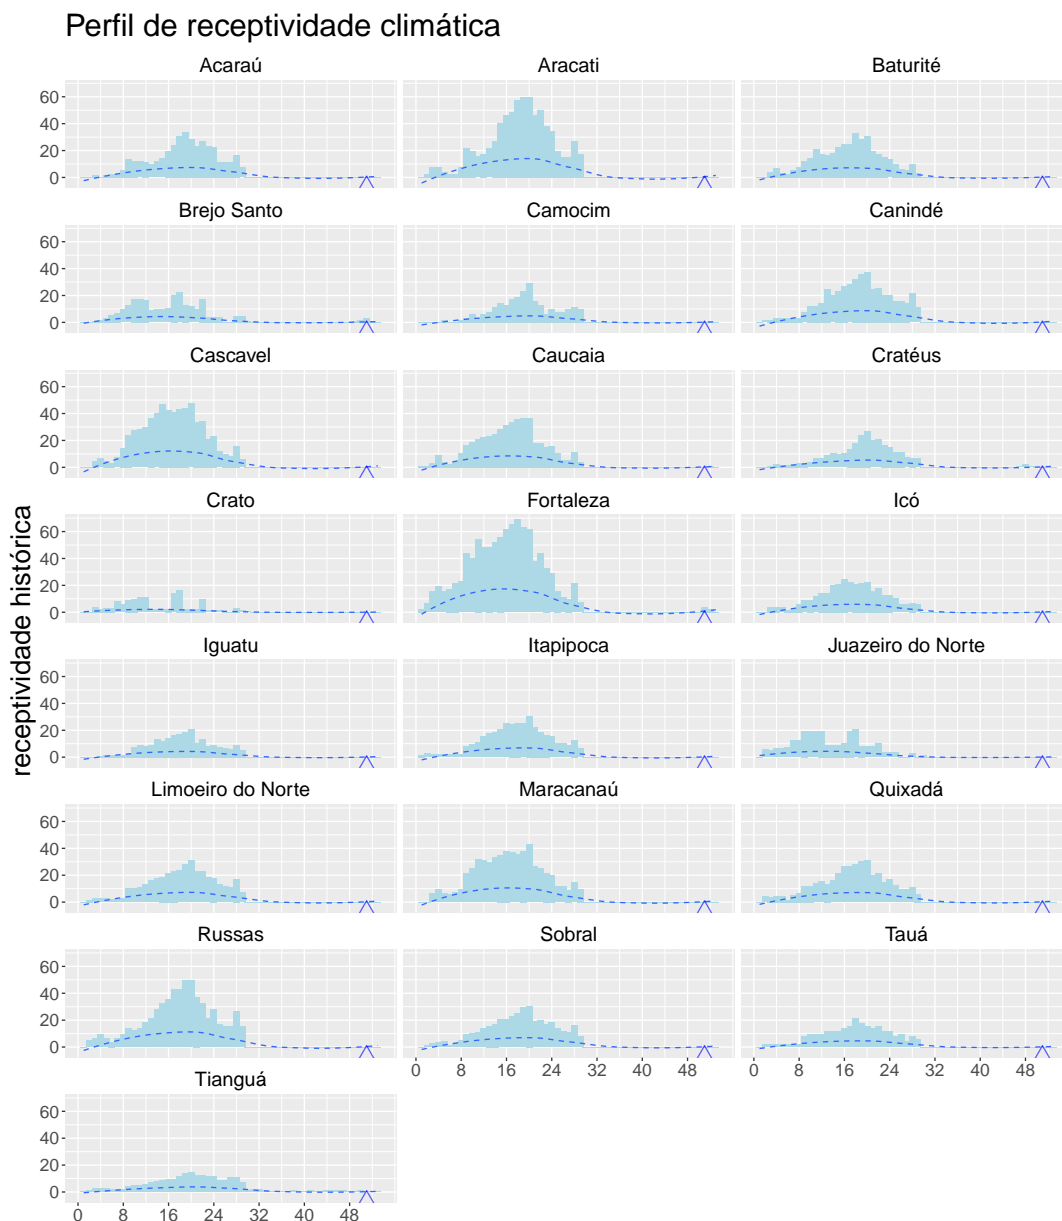 Perfil de receptividade climática
Acaraú Aracati Baturité
60
40
20
0
Brejo Santo Camocim Canindé
60
40
20
0
Cascavel Caucaia Cratéus
60
40
20
0
Crato Fortaleza Icó
60
40
20
0
receptividade histórica
Iguatu Itapipoca Juazeiro do Norte
60
40
20
0
Limoeiro do Norte Maracanaú Quixadá
60
40
20
0
Russas Sobral Tauá
60
40
20
0
0 8 16 24 32 40 48 0 8 16 24 32 40 48
Tianguá
60
40
20
0
0 8 16 24 32 40 48